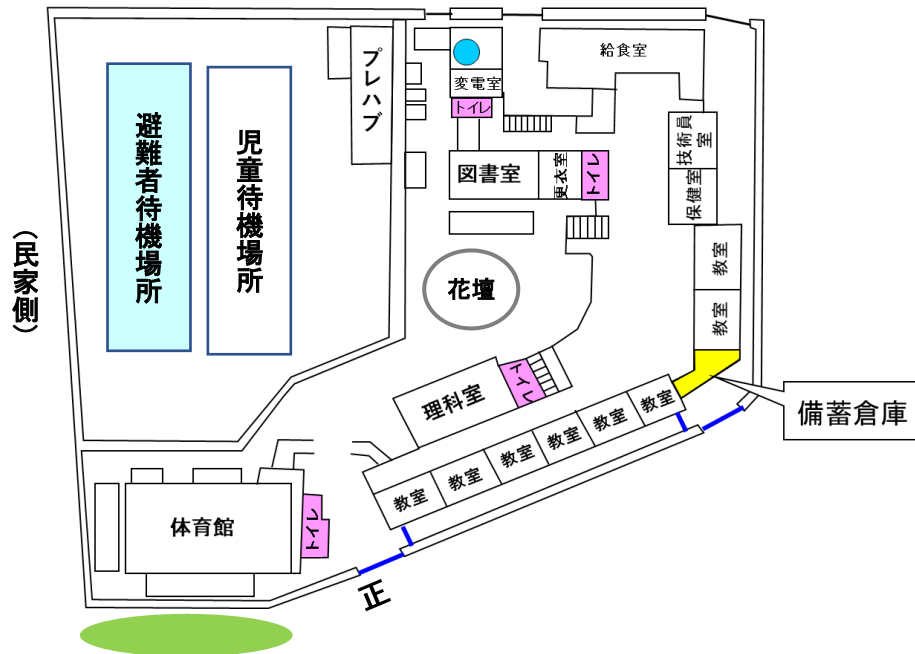 給食室
プレハブ
変電室
トイレ
技術員室
避難者待機場所
児童待機場所
図書室
更衣室
トイレ
保健室
(民家側)
教室
花壇
教室
トイレ
理科室
備蓄倉庫
教室
教室
教室
教室
教室
教室
体育館
トイレ
正